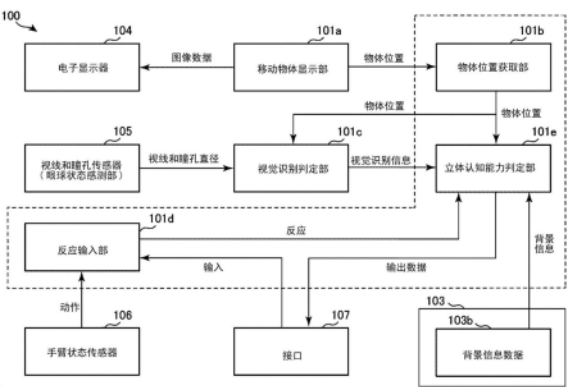 100
104
101a
101b
电子显示器
图像数据
移动物体显示部
物体位置
物体位置获取部
物体位置
物体位置
105
101c
101e
视线和瞳孔传感器
（眼球状态感测部）
视线和瞳孔直径
视觉识别判定部
视觉识别信息
立体认知能力判定部
101d
反应输入部
反应
输入
输出数据
背景
信息
动作
106
107
103
103b
手臂状态传感器
接口
背景信息数据